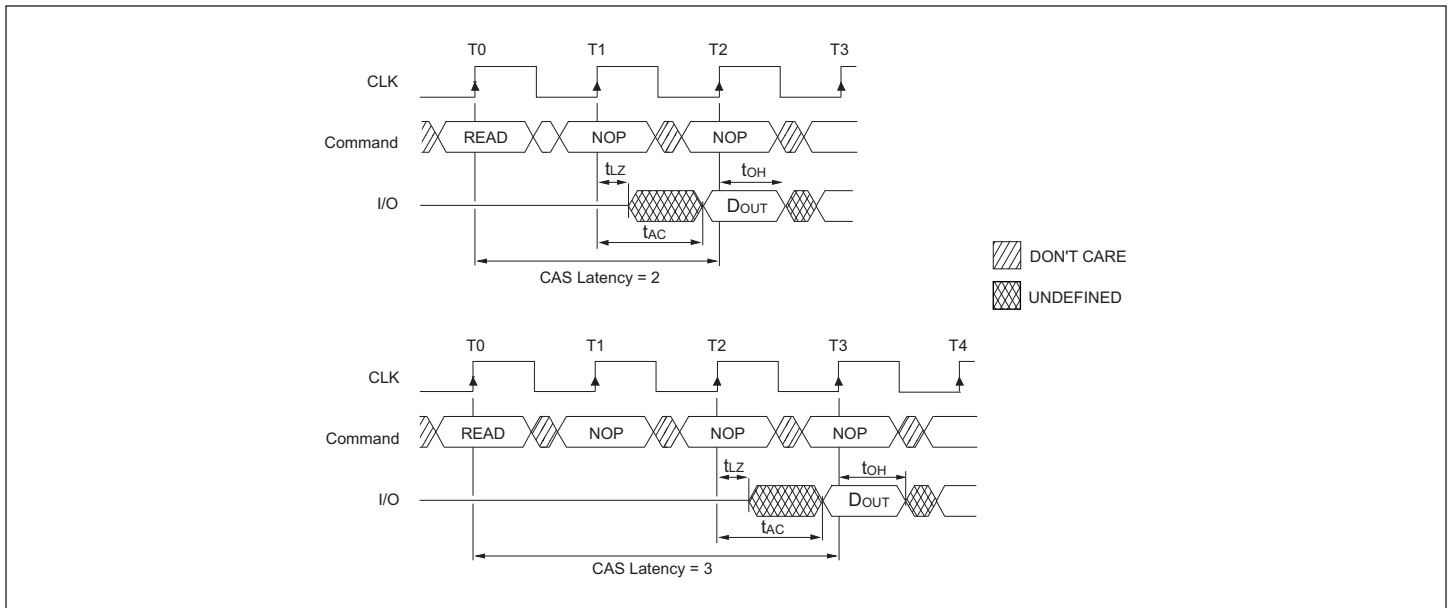 T0 T1 T2 T3
CLK
Command READ NOP NOP
tLZ tOH
I/O DOUT
tAC
CAS Latency = 2
DON'T CARE
UNDEFINED
T0 T1 T2 T3 T4
CLK
Command READ NOP NOP NOP
tLZ tOH
I/O DOUT
tAC
CAS Latency = 3